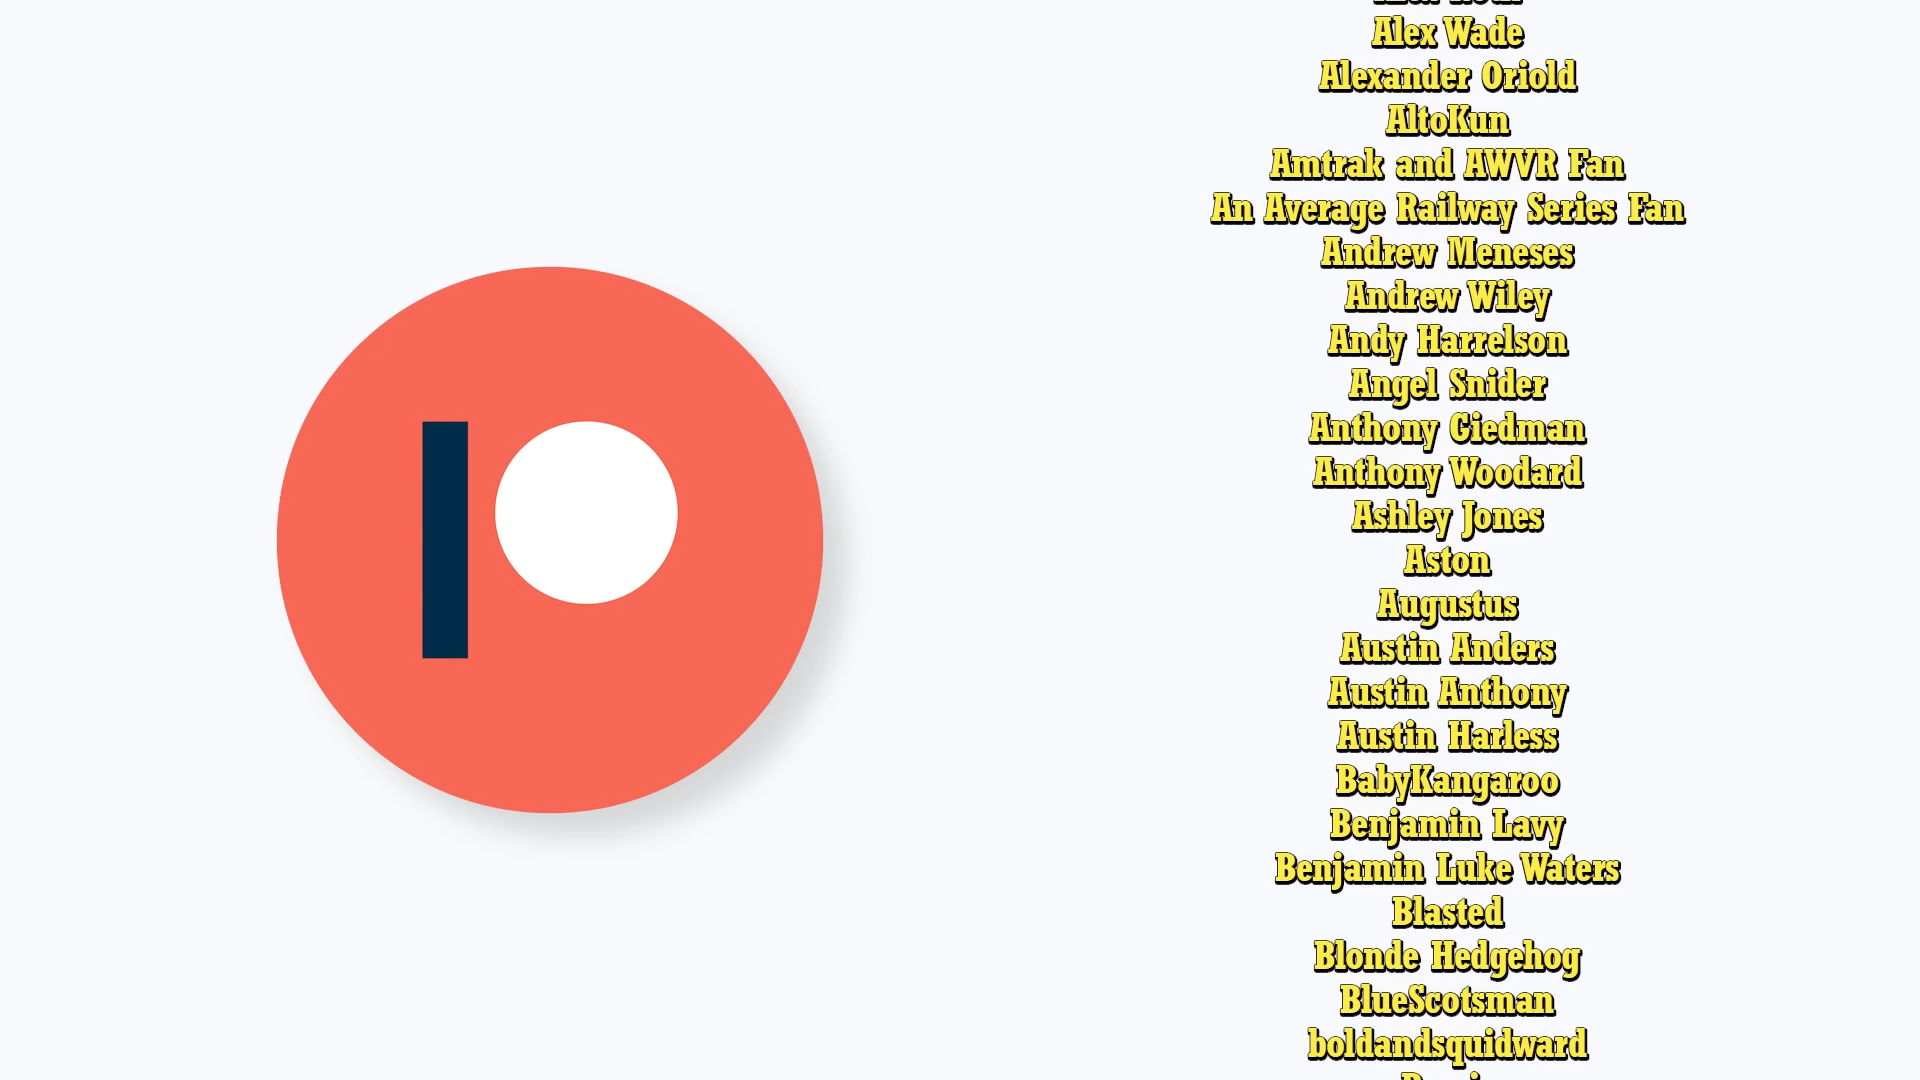 Alex Wade
Alexander Oriold
AltoKun
Amtrak and AWVR Fan
An Average Railway Series Fan
Andrew Meneses
Andrew Wiley
Andy Harrelson
Angel Snider
Anthony Giedman
Anthony Woodard
Ashley Jones
Aston
Augustus
Austin Anders
Austin Anthony
Austin Harless
BabyKangaroo
Benjamin Lavy
Benjamin Luke Waters
Blasted
Blonde Hedgehog
BlueScotsman
boldandsquidward